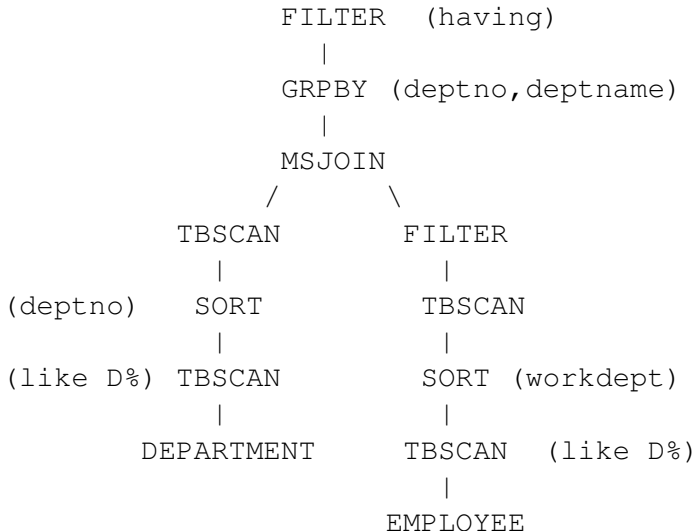 FILTER (having)
|
GRPBY (deptno,deptname)
|
MSJOIN
/ \
TBSCAN FILTER
| |
(deptno) SORT TBSCAN
| |
(like D%) TBSCAN SORT (workdept)
| |
DEPARTMENT TBSCAN (like D%)
|
EMPLOYEE